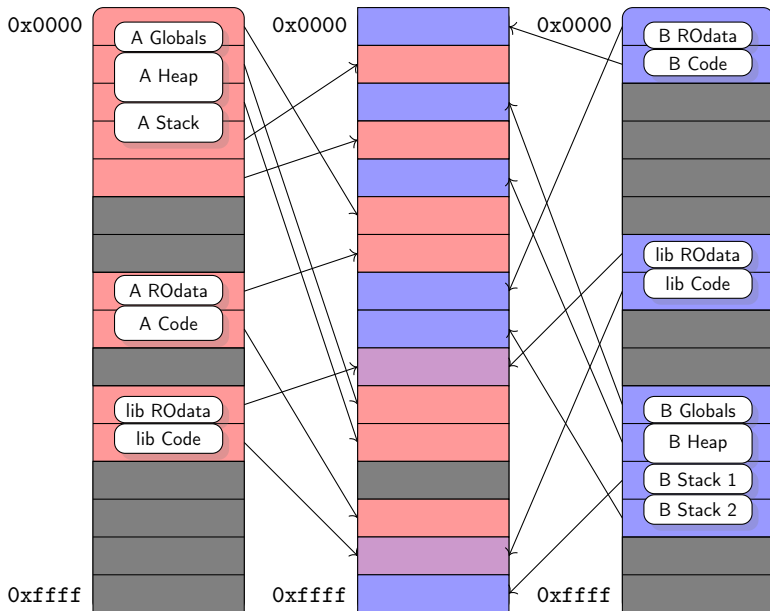 0x0000
A Globals
A Heap
A Stack
A ROdata
A Code
lib ROdata
lib Code
0xffff
0x0000
0xffff
0x0000
B ROdata
B Code
lib ROdata
lib Code
B Globals
B Heap
B Stack 1
B Stack 2
0xffff